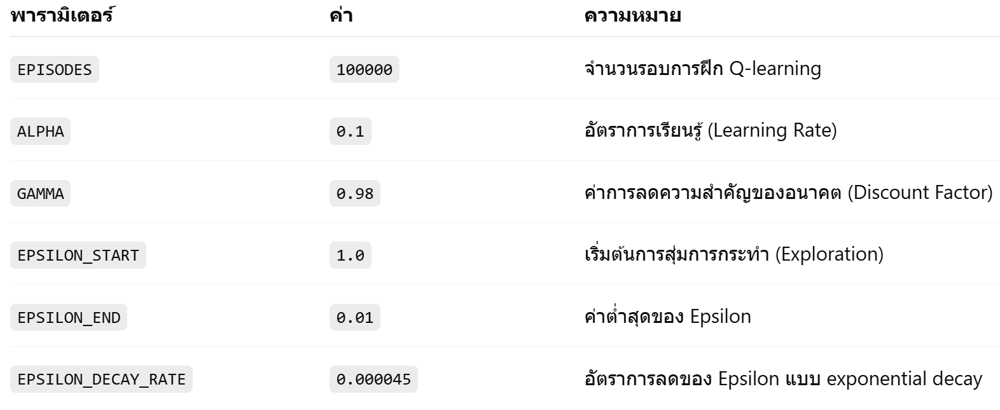 พารามิเตอร์ ค่า ความหมาย
EPISODES 100000 จำนวนรอบการฝึก Q-learning
ALPHA 0.1 อัตราการเรียนรู้ (Learning Rate)
GAMMA 0.98 ค่าการลดความสำคัญของอนาคต (Discount Factor)
EPSILON_START 1.0 เริ่มต้นการสุ่มการกระทำ (Exploration)
EPSILON_END 0.01 ค่าต่ำสุดของ Epsilon
EPSILON_DECAY_RATE 0.000045 อัตราการลดของ Epsilon แบบ exponential decay